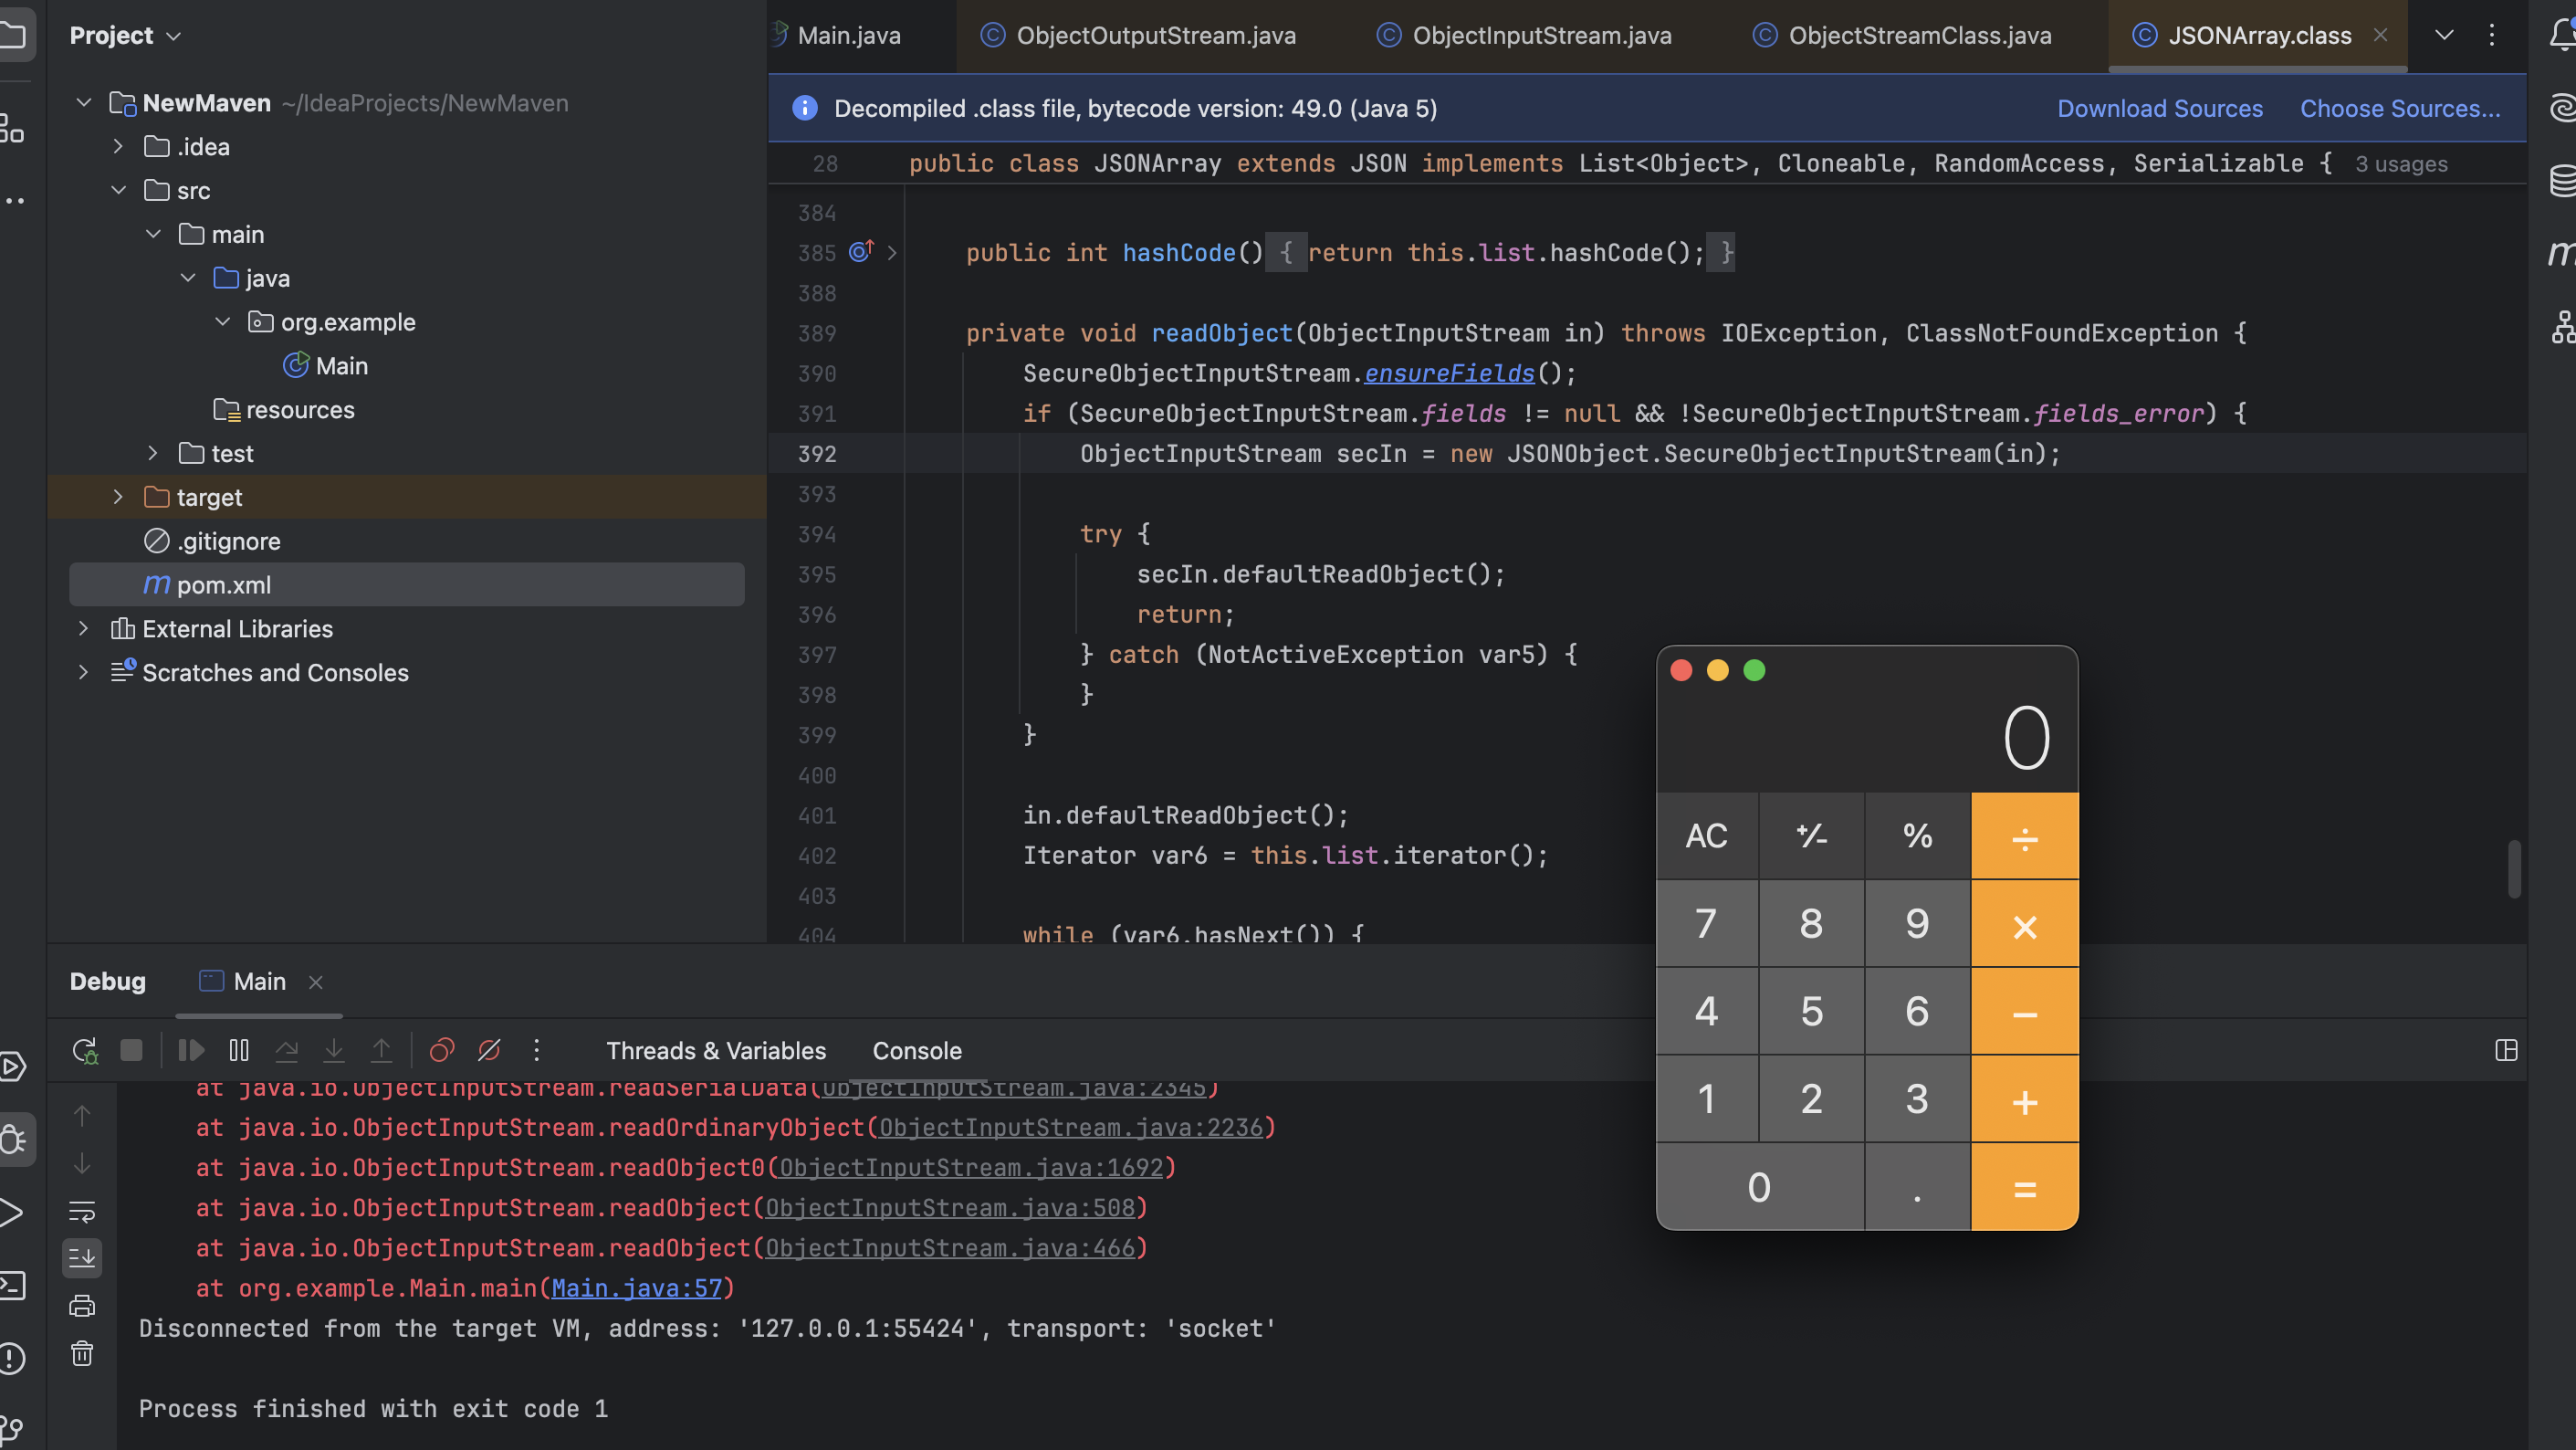 Project
Main.java
ObjectOutputStream.java
ObjectInputStream.java
ObjectStreamClass.java
JSONArray.class
NewMaven ~/IdeaProjects/NewMaven
.idea
src
main
java
org.example
Main
resources
test
target
.gitignore
pom.xml
External Libraries
Scratches and Consoles
Decompiled .class file, bytecode version: 49.0 (Java 5)
Download Sources
Choose Sources...
28 public class JSONArray extends JSON implements List<Object>, Cloneable, RandomAccess, Serializable { 3 usages
384
385 public int hashCode() { return this.list.hashCode(); }
388
389 private void readObject(ObjectInputStream in) throws IOException, ClassNotFoundException {
390 SecureObjectInputStream.ensureFields();
391 if (SecureObjectInputStream.fields != null && !SecureObjectInputStream.fields_error) {
392 ObjectInputStream secIn = new JSONObject.SecureObjectInputStream(in);
393
394 try {
395 secIn.defaultReadObject();
396 return;
397 } catch (NotActiveException var5) {
398 }
399 }
400
401 in.defaultReadObject();
402 Iterator var6 = this.list.iterator();
403
404 while (var6.hasNext()) {
0
AC +/- % ÷
7 8 9 ×
4 5 6 −
1 2 3 +
0 . =
Debug
Main
Threads & Variables
Console
at java.io.ObjectInputStream.readSerialData(ObjectInputStream.java:2345)
at java.io.ObjectInputStream.readOrdinaryObject(ObjectInputStream.java:2236)
at java.io.ObjectInputStream.readObject0(ObjectInputStream.java:1692)
at java.io.ObjectInputStream.readObject(ObjectInputStream.java:508)
at java.io.ObjectInputStream.readObject(ObjectInputStream.java:466)
at org.example.Main.main(Main.java:57)
Disconnected from the target VM, address: '127.0.0.1:55424', transport: 'socket'
Process finished with exit code 1